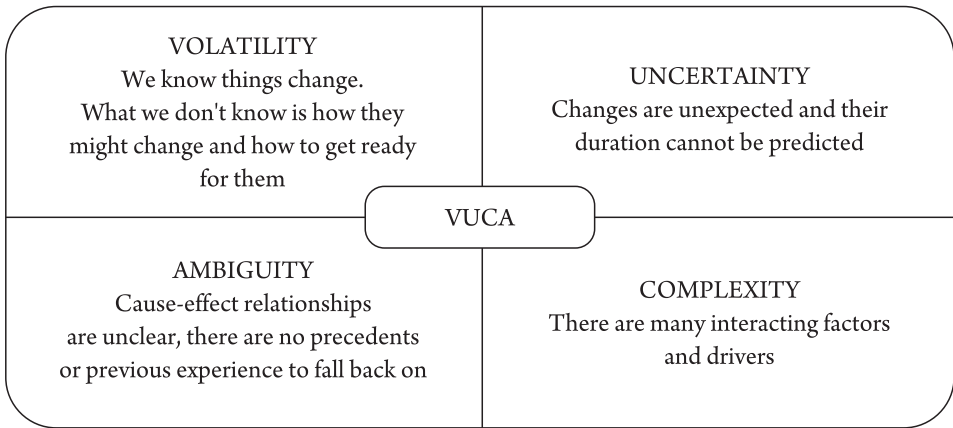 VOLATILITY
We know things change.
What we don't know is how they
might change and how to get ready
for them
UNCERTAINTY
Changes are unexpected and their
duration cannot be predicted
VUCA
AMBIGUITY
Cause-effect relationships
are unclear, there are no precedents
or previous experience to fall back on
COMPLEXITY
There are many interacting factors
and drivers